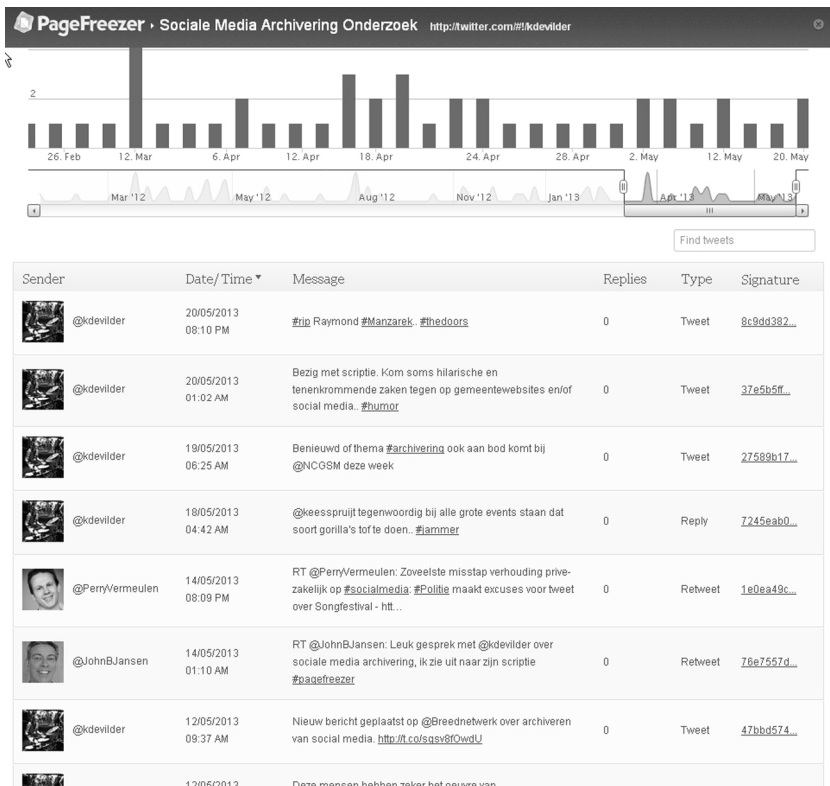 PageFreezer › Sociale Media Archivering Onderzoek http://twitter.com/#!/kdevilder
2
26. Feb 12. Mar 6. Apr 12. Apr 18. Apr 24. Apr 28. Apr 2. May 12. May 20. May
Mar '12 May '12 Aug '12 Nov '12 Jan '13 Apr '13 May '13
Find tweets
Sender Date/Time Message Replies Type Signature
@kdevilder 20/05/2013 08:10 PM #rip Raymond #Manzarek.. #thedoors 0 Tweet 8c9dd382...
@kdevilder 20/05/2013 01:02 AM Bezig met scriptie. Kom soms hilarische en
tenenkrommende zaken tegen op gemeentewebsites en/of
social media.. #humor 0 Tweet 37e5b5ff...
@kdevilder 19/05/2013 06:25 AM Benieuwd of thema #archivering ook aan bod komt bij
@NCGSM deze week 0 Tweet 27589b17...
@kdevilder 18/05/2013 04:42 AM @keesspruijt tegenwoordig bij alle grote events staan dat
soort gorilla's tof te doen.. #jammer 0 Reply 7245eab0...
@PerryVermeulen 14/05/2013 08:09 PM RT @PerryVermeulen: Zoveelste misstap verhouding prive-
zakelijk op #socialmedia: #Politie maakt excuses voor tweet
over Songfestival - htt... 0 Retweet 1e0ea49c...
@JohnBJansen 14/05/2013 01:10 AM RT @JohnBJansen: Leuk gesprek met @kdevilder over
sociale media archivering, ik zie uit naar zijn scriptie
#pagefreezer 0 Retweet 76e7557d...
@kdevilder 12/05/2013 09:37 AM Nieuw bericht geplaatst op @Breednetwerk over archiveren
van social media. http://t.co/sqsv8fOwdU 0 Tweet 47bbd574...
12/05/2013 Deze mensen hebben zeker het oeuvre van